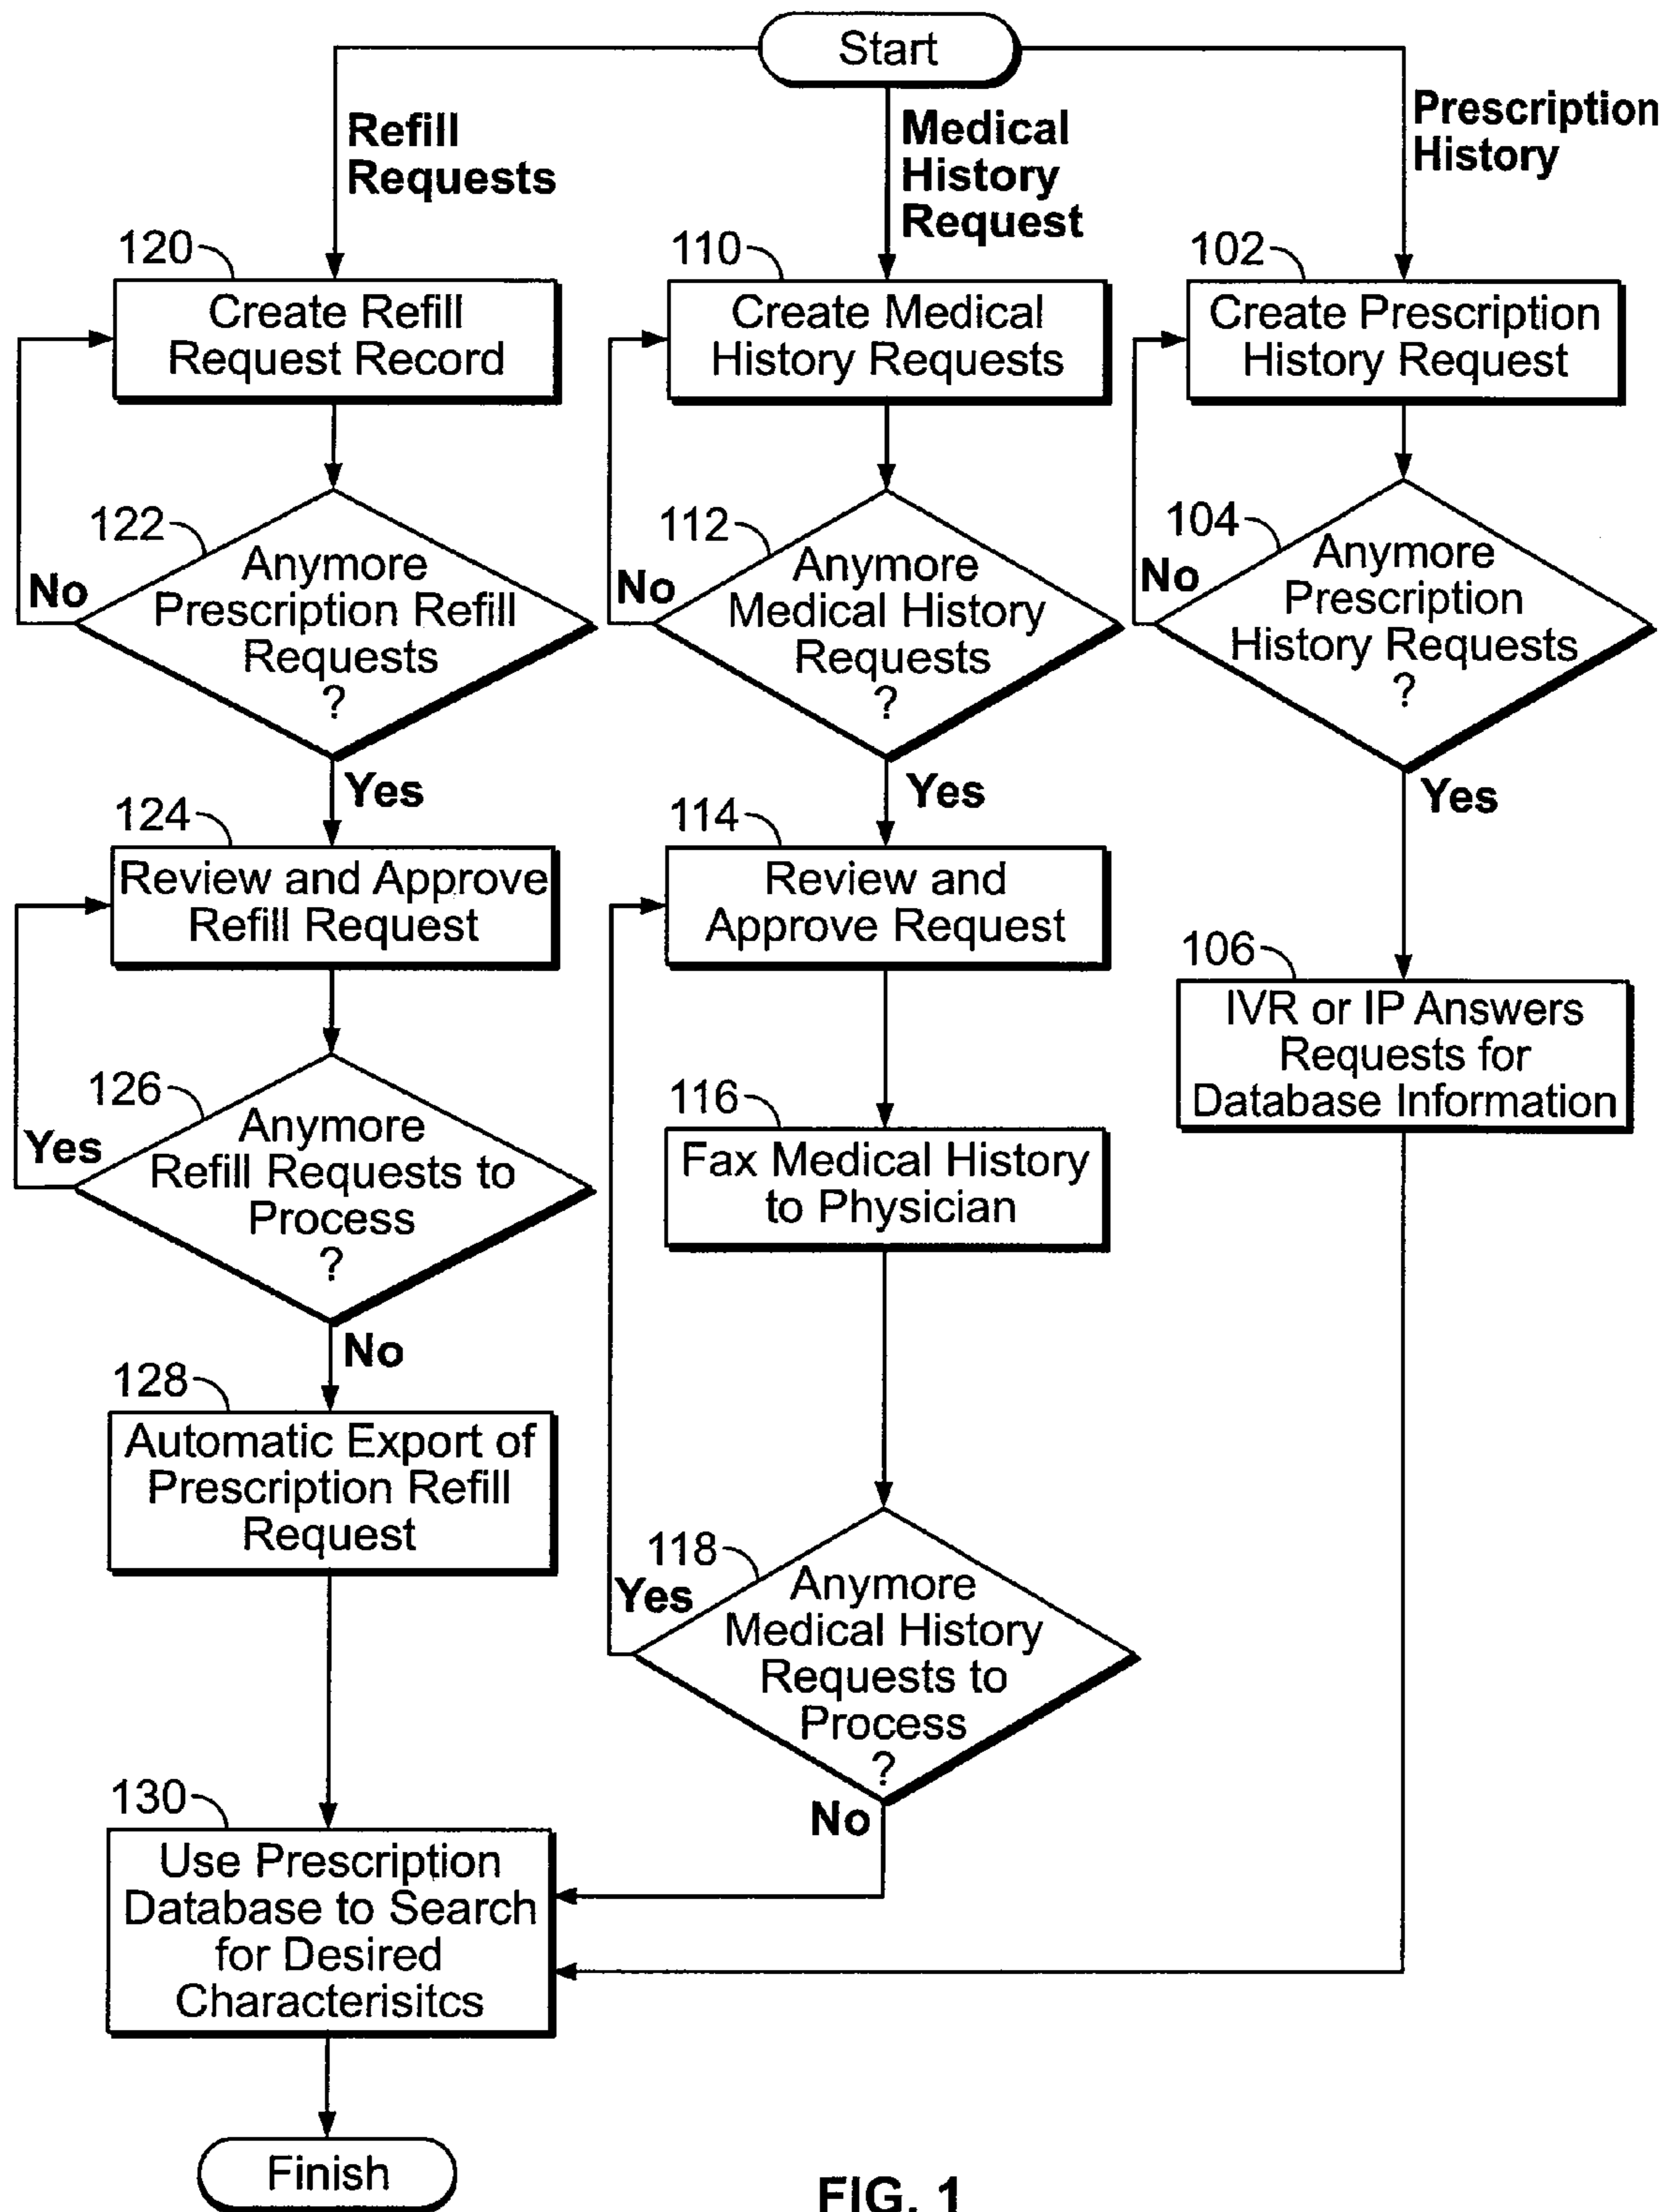 Start
Refill
Requests
Medical
History
Request
Prescription
History
120
Create Refill
Request Record
110
Create Medical
History Requests
102
Create Prescription
History Request
122
Anymore
Prescription Refill
Requests
?
No
Yes
112
Anymore
Medical History
Requests
?
No
Yes
104
Anymore
Prescription
History Requests
?
No
Yes
124
Review and Approve
Refill Request
114
Review and
Approve Request
106
IVR or IP Answers
Requests for
Database Information
126
Anymore
Refill Requests to
Process
?
Yes
No
116
Fax Medical History
to Physician
128
Automatic Export of
Prescription Refill
Request
118
Anymore
Medical History
Requests to
Process
?
Yes
No
130
Use Prescription
Database to Search
for Desired
Characterisitcs
Finish
FIG. 1